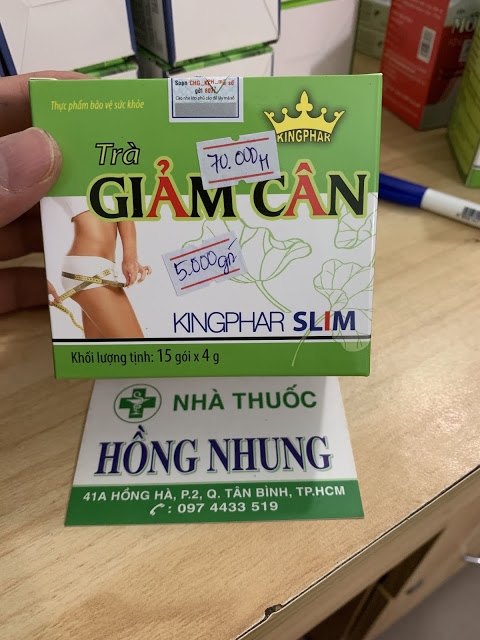 Thực phẩm bảo vệ sức khỏe
KINGPHAR
Trà
70.000 H
GIẢM CÂN
5.000 gói
KINGPHAR SLIM
Khối lượng tịnh: 15 gói x 4 g
NHÀ THUỐC
HỒNG NHUNG
41A HỒNG HÀ, P.2, Q. TÂN BÌNH, TP.HCM
: 097 4433 519